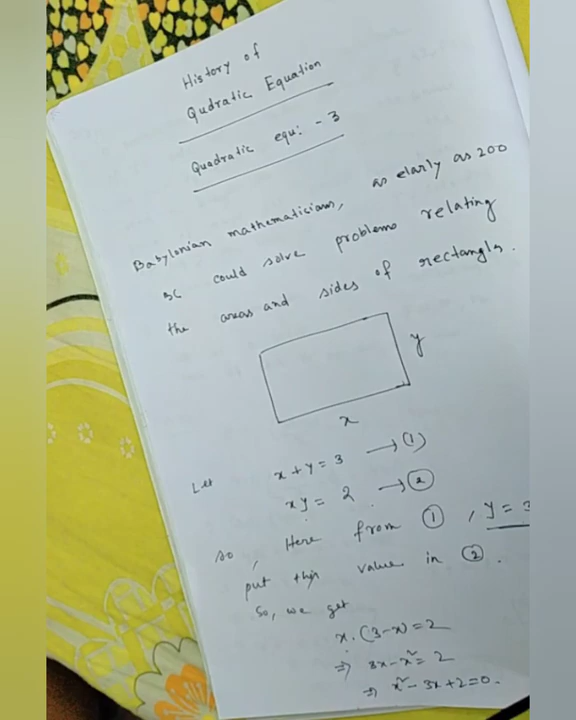 History of
Qudratic Equation
Quadratic equ: - 3
Babylonian mathematicians, as elarly as 200
BC could solve problems relating
the areas and sides of rectangls.
y
x
Let x + y = 3 → (1)
xy = 2 → (2)
so, Here from (1), y = 3
put this value in (2).
So, we get
x.(3-x) = 2
⇒ 3x - x² = 2
⇒ x² - 3x + 2 = 0.